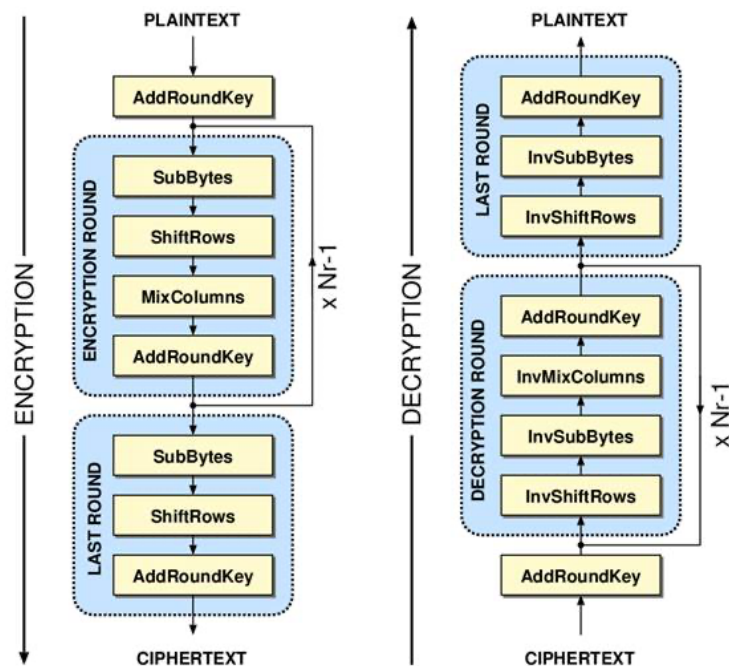 PLAINTEXT
AddRoundKey
SubBytes
ShiftRows
MixColumns
AddRoundKey
ENCRYPTION ROUND
x Nr-1
SubBytes
ShiftRows
AddRoundKey
LAST ROUND
CIPHERTEXT
ENCRYPTION
PLAINTEXT
AddRoundKey
InvSubBytes
InvShiftRows
LAST ROUND
AddRoundKey
InvMixColumns
InvSubBytes
InvShiftRows
DECRYPTION ROUND
x Nr-1
AddRoundKey
CIPHERTEXT
DECRYPTION